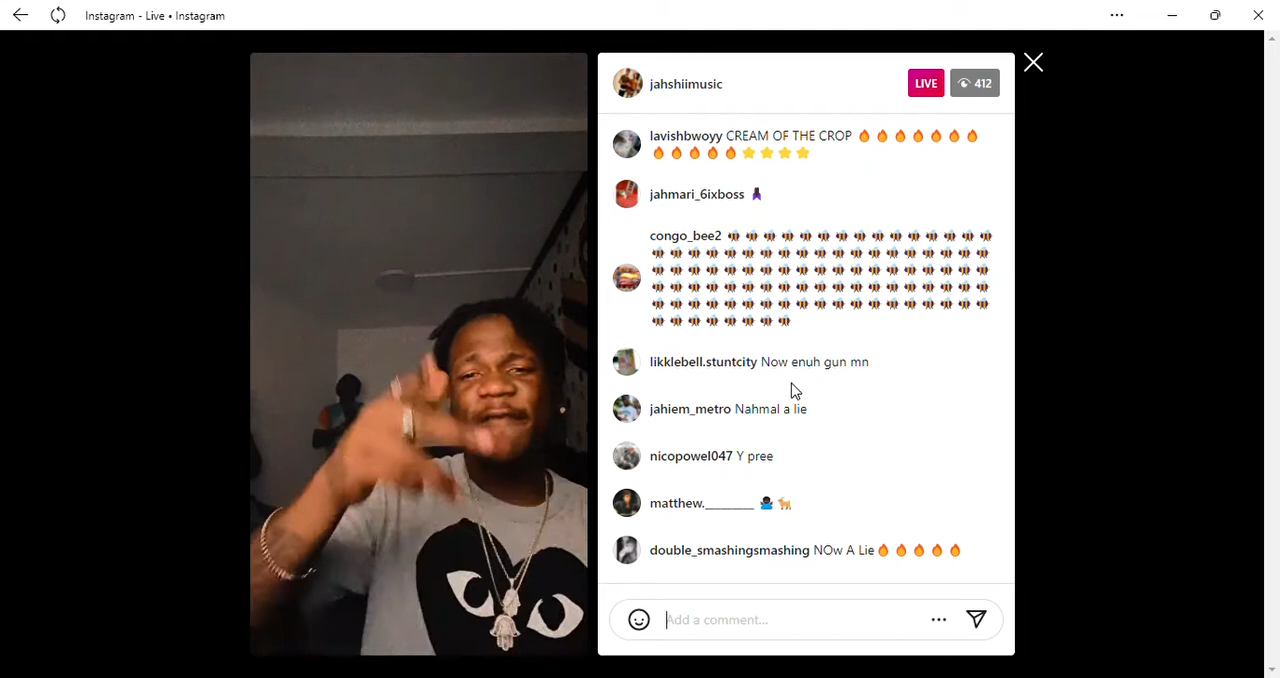 Instagram - Live • Instagram
jahshiimusic
LIVE
412
lavishbwoyy CREAM OF THE CROP 🔥 🔥 🔥 🔥 🔥 🔥 🔥
🔥 🔥 🔥 🔥 🔥 ⭐ ⭐ ⭐ ⭐
jahmari_6ixboss
congo_bee2 🐝 🐝 🐝 🐝 🐝 🐝 🐝 🐝 🐝 🐝 🐝 🐝 🐝 🐝 🐝
🐝 🐝 🐝 🐝 🐝 🐝 🐝 🐝 🐝 🐝 🐝 🐝 🐝 🐝 🐝 🐝 🐝 🐝 🐝
🐝 🐝 🐝 🐝 🐝 🐝 🐝 🐝 🐝 🐝 🐝 🐝 🐝 🐝 🐝 🐝 🐝 🐝 🐝
🐝 🐝 🐝 🐝 🐝 🐝 🐝 🐝 🐝 🐝 🐝 🐝 🐝 🐝 🐝 🐝 🐝 🐝 🐝
🐝 🐝 🐝 🐝 🐝 🐝 🐝 🐝 🐝 🐝 🐝 🐝 🐝 🐝 🐝 🐝 🐝 🐝 🐝
🐝 🐝 🐝 🐝 🐝 🐝 🐝 🐝
likklebell.stuntcity Now enuh gun mn
jahiem_metro Nahmal a lie
nicopowel047 Y pree
matthew.________ 🤷🏿‍♂️ 🐐
double_smashingsmashing NOw A Lie🔥 🔥 🔥 🔥 🔥
Add a comment...